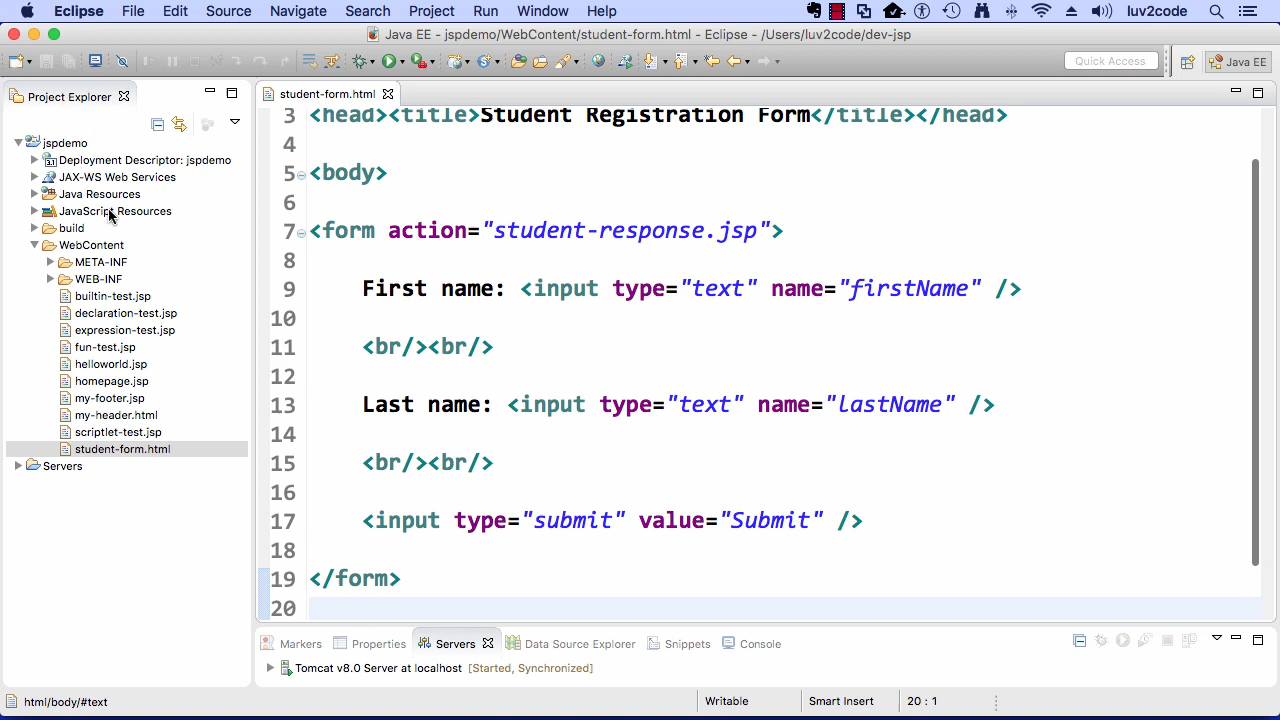 Eclipse File Edit Source Navigate Search Project Run Window Help luv2code
Java EE - jspdemo/WebContent/student-form.html - Eclipse - /Users/luv2code/dev-jsp
Quick Access Java EE
Project Explorer
jspdemo
Deployment Descriptor: jspdemo
JAX-WS Web Services
Java Resources
JavaScript Resources
build
WebContent
META-INF
WEB-INF
builtin-test.jsp
declaration-test.jsp
expression-test.jsp
fun-test.jsp
helloworld.jsp
homepage.jsp
my-footer.jsp
my-header.html
scriptlet-test.jsp
student-form.html
Servers
student-form.html
3 <head><title>Student Registration Form</title></head>
4
5 <body>
6
7 <form action="student-response.jsp">
8
9 First name: <input type="text" name="firstName" />
10
11 <br/><br/>
12
13 Last name: <input type="text" name="lastName" />
14
15 <br/><br/>
16
17 <input type="submit" value="Submit" />
18
19 </form>
20
Markers Properties Servers Data Source Explorer Snippets Console
Tomcat v8.0 Server at localhost [Started, Synchronized]
html/body/#text Writable Smart Insert 20 : 1